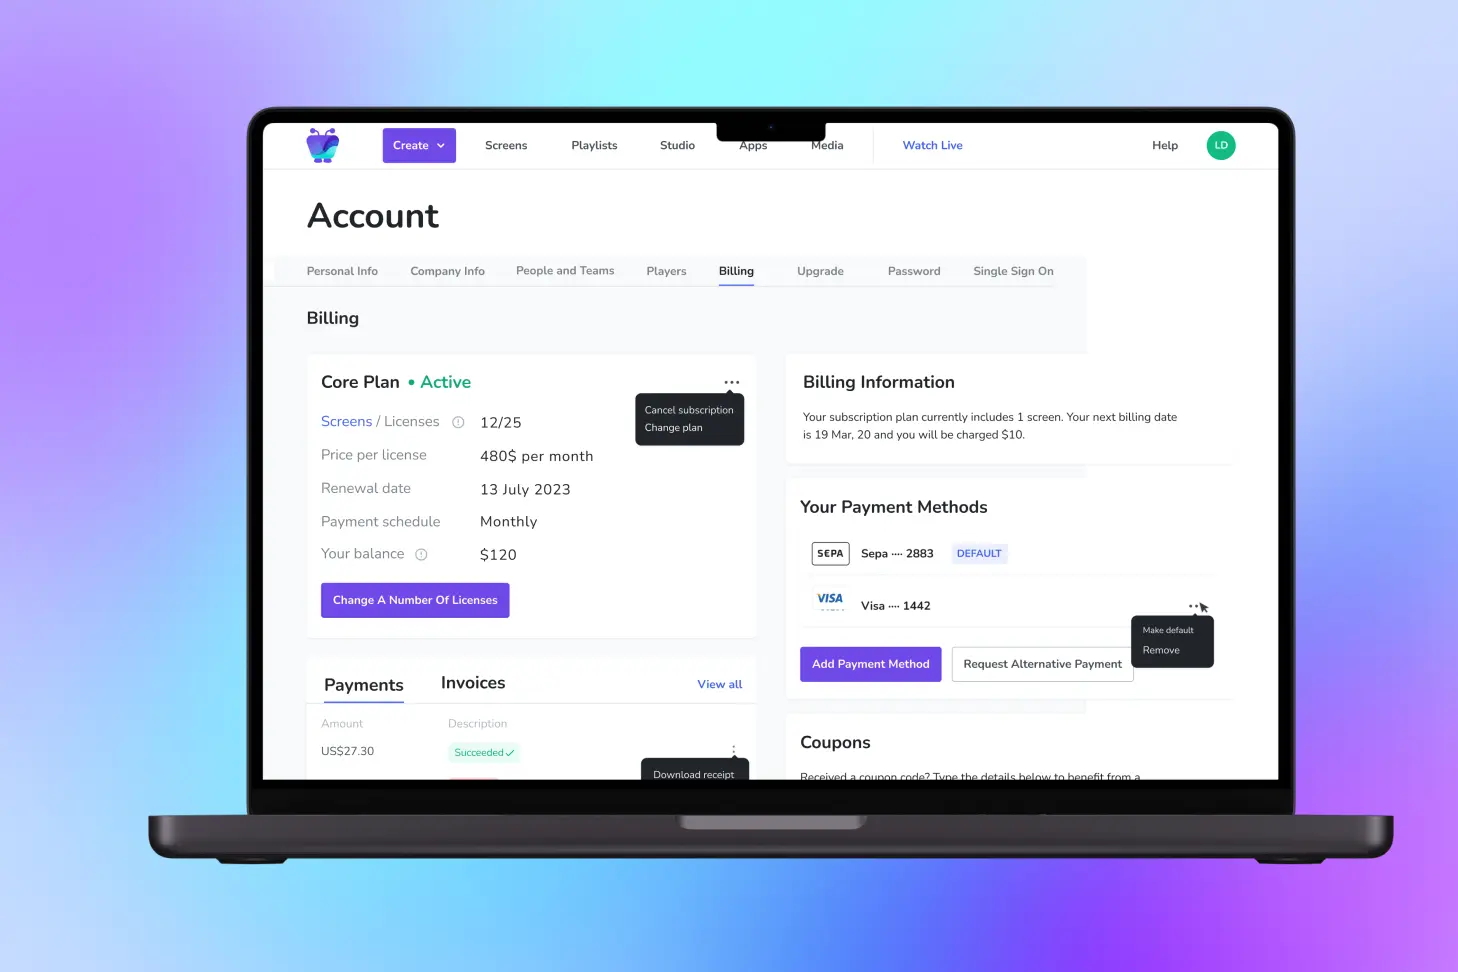 Create
Screens
Playlists
Studio
Apps
Media
Watch Live
Help
LD
Account
Personal Info
Company Info
People and Teams
Players
Billing
Upgrade
Password
Single Sign On
Billing
Core Plan • Active
Cancel subscription
Change plan
Screens / Licenses
12/25
Price per license
480$ per month
Renewal date
13 July 2023
Payment schedule
Monthly
Your balance
$120
Change A Number Of Licenses
Payments
Invoices
View all
Amount
Description
US$27.30
Succeeded
Download receipt
Billing Information
Your subscription plan currently includes 1 screen. Your next billing date
is 19 Mar, 20 and you will be charged $10.
Your Payment Methods
SEPA
Sepa ···· 2883
DEFAULT
VISA
Visa ···· 1442
Make default
Remove
Add Payment Method
Request Alternative Payment
Coupons
Received a coupon code? Type the details below to benefit from a